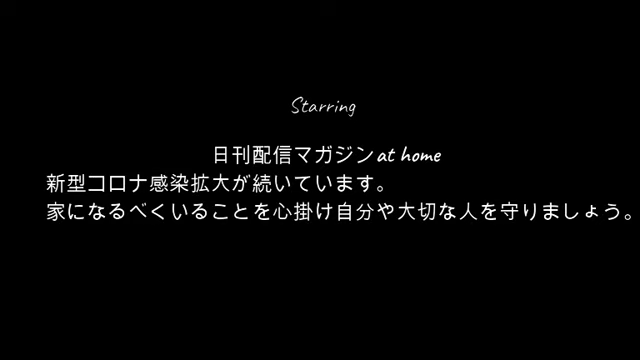 Starring
日刊配信マガジンat home
新型コロナ感染拡大が続いています。
家になるべくいることを心掛け自分や大切な人を守りましょう。